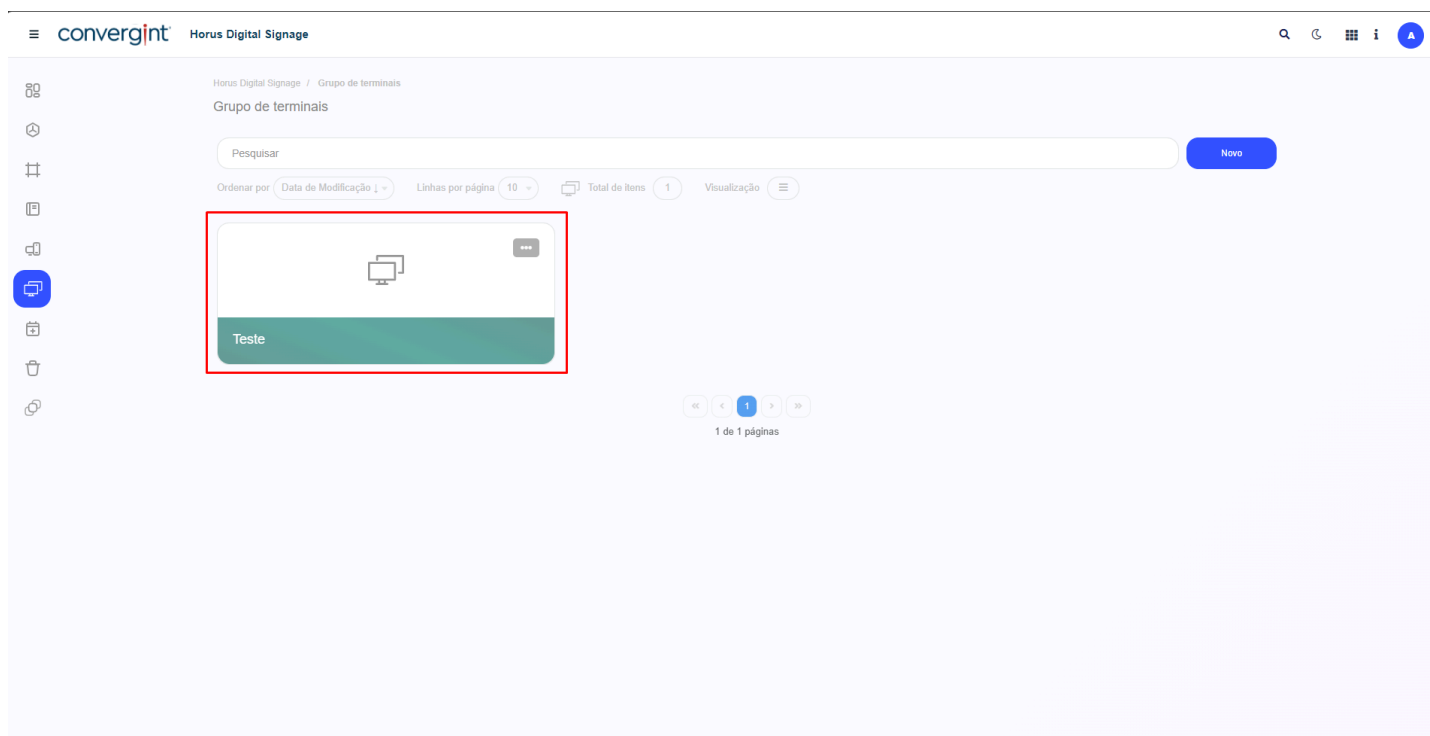 convergint Horus Digital Signage i A
Horus Digital Signage / Grupo de terminais
Grupo de terminais
Pesquisar Novo
Ordenar por Data de Modificação ↓ Linhas por página 10 Total de itens 1 Visualização
Teste
« < 1 > »
1 de 1 páginas